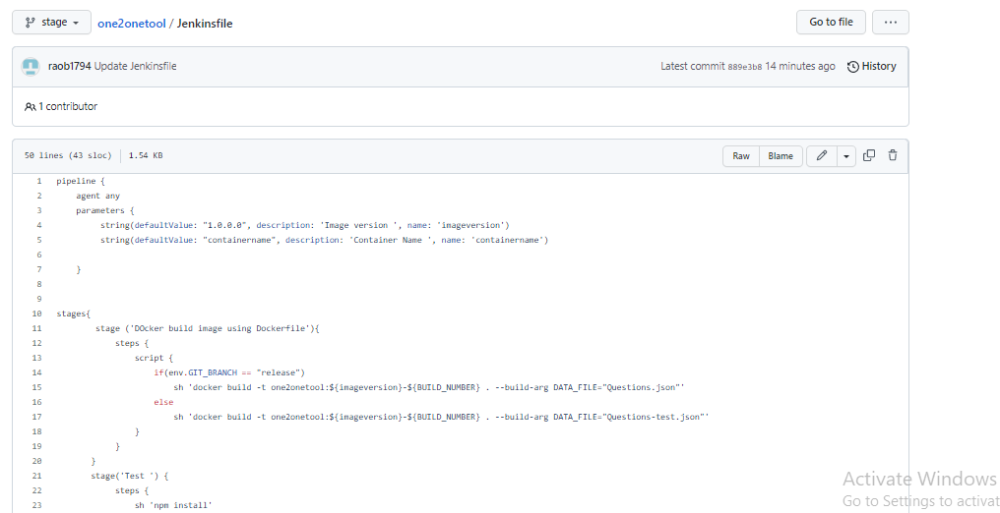 stage
one2onetool / Jenkinsfile
Go to file
...
raob1794 Update Jenkinsfile
Latest commit 889e3b8 14 minutes ago History
1 contributor
50 lines (43 sloc) 1.54 KB
Raw Blame
1 pipeline {
2 agent any
3 parameters {
4 string(defaultValue: "1.0.0.0", description: 'Image version ', name: 'imageversion')
5 string(defaultValue: "containername", description: 'Container Name ', name: 'containername')
6
7 }
8
9
10 stages{
11 stage ('DOcker build image using Dockerfile'){
12 steps {
13 script {
14 if(env.GIT_BRANCH == "release")
15 sh 'docker build -t one2onetool:${imageversion}-${BUILD_NUMBER} . --build-arg DATA_FILE="Questions.json"'
16 else
17 sh 'docker build -t one2onetool:${imageversion}-${BUILD_NUMBER} . --build-arg DATA_FILE="Questions-test.json"'
18 }
19 }
20 }
21 stage('Test ') {
22 steps {
23 sh 'npm install'
Activate Windows
Go to Settings to activat